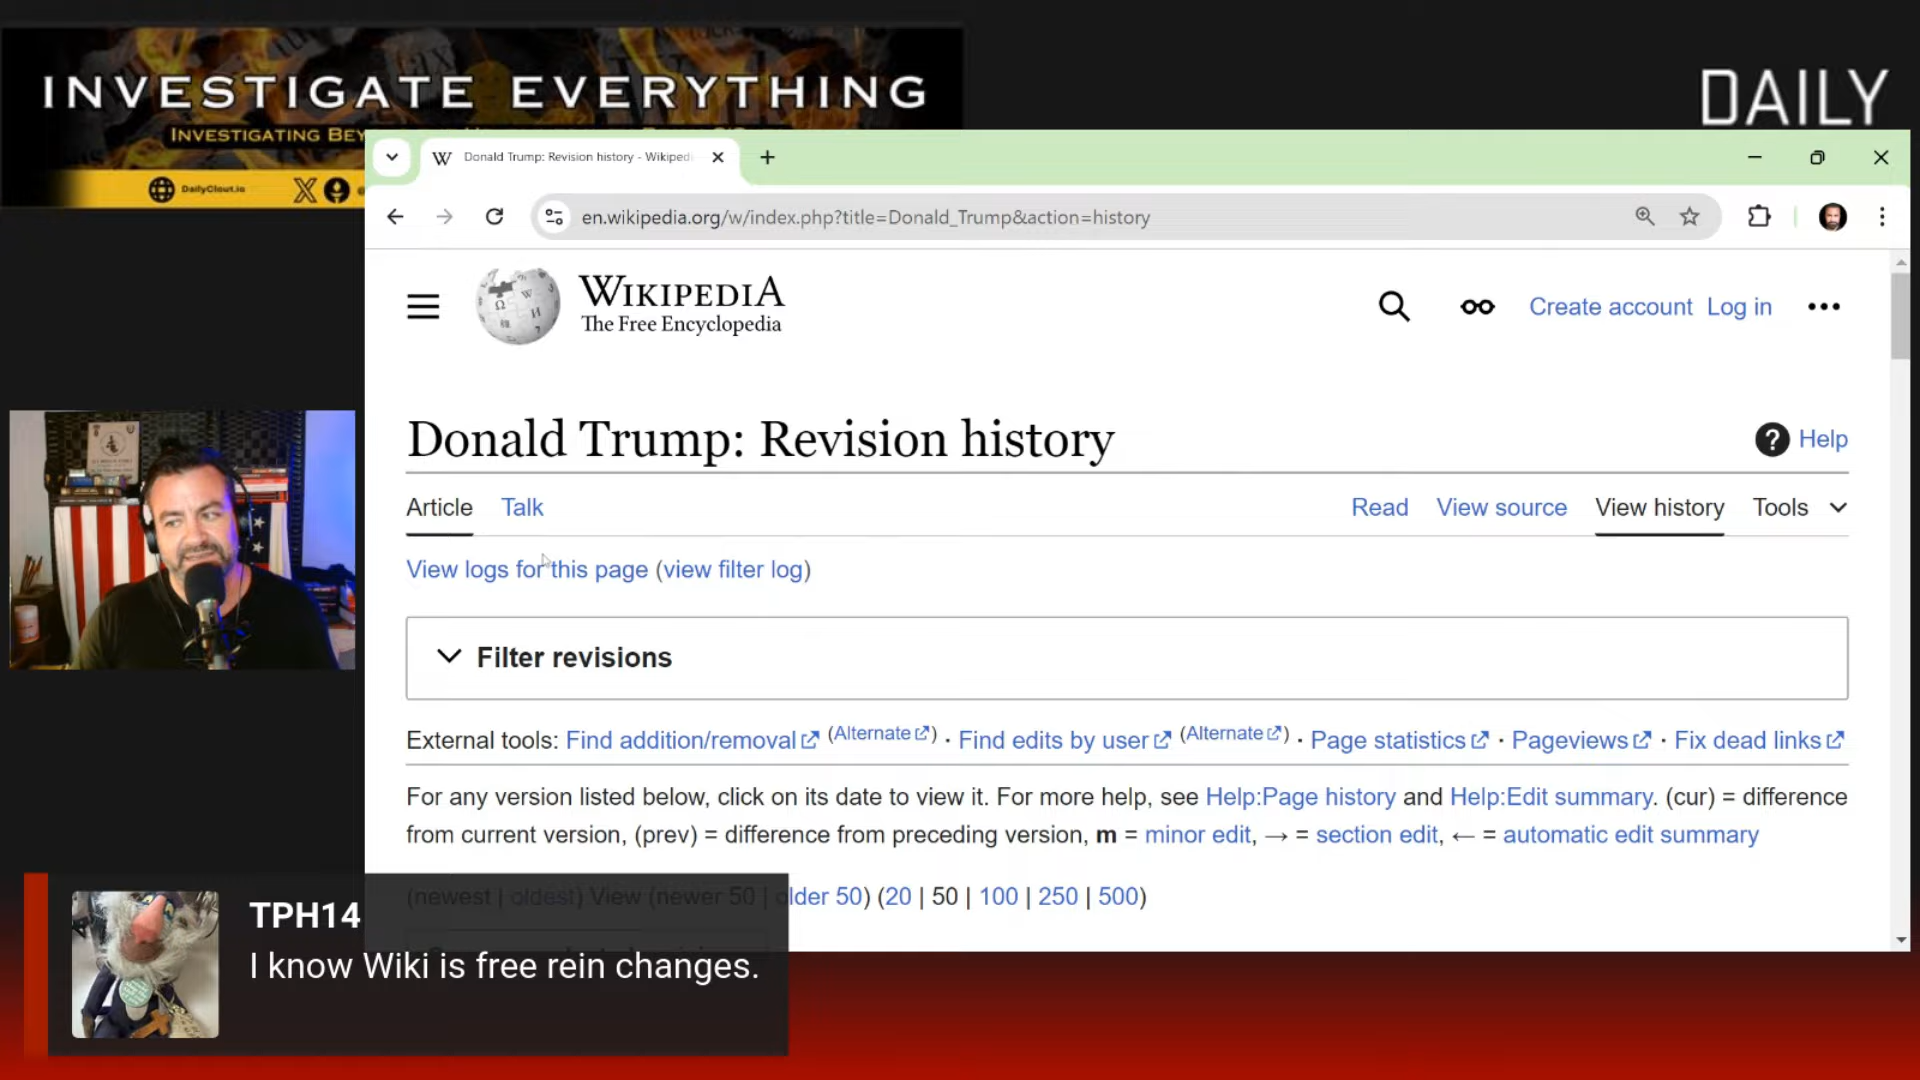 INVESTIGATE EVERYTHING
INVESTIGATING BEY
DailyClout.io
DAILY
Donald Trump: Revision history - Wikiped
en.wikipedia.org/w/index.php?title=Donald_Trump&action=history
WIKIPEDIA
The Free Encyclopedia
Create account Log in
Donald Trump: Revision history
Help
Article Talk Read View source View history Tools
View logs for this page (view filter log)
Filter revisions
External tools: Find addition/removal (Alternate) · Find edits by user (Alternate) · Page statistics · Pageviews · Fix dead links
For any version listed below, click on its date to view it. For more help, see Help:Page history and Help:Edit summary. (cur) = difference
from current version, (prev) = difference from preceding version, m = minor edit, → = section edit, ← = automatic edit summary
(newest | oldest) View (newer 50 | older 50) (20 | 50 | 100 | 250 | 500)
TPH14
I know Wiki is free rein changes.